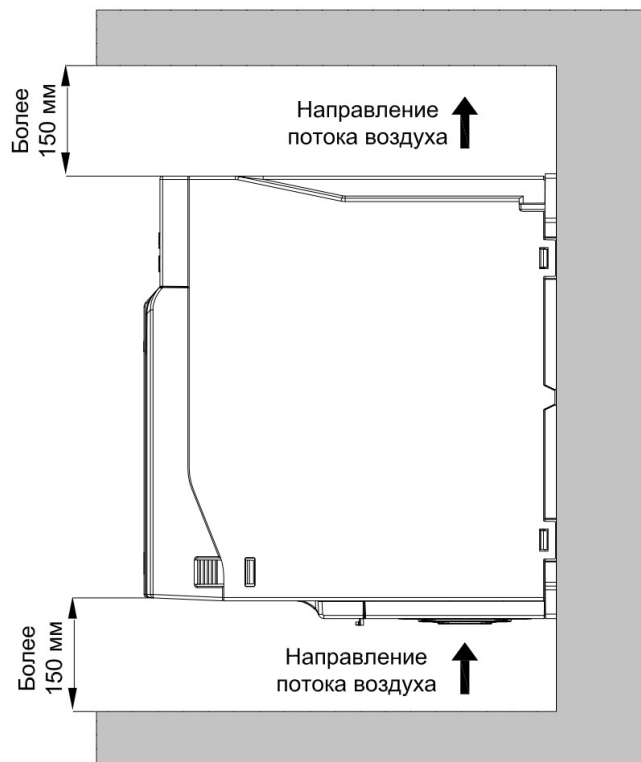 Более
150 мм
Направление
потока воздуха
Более
150 мм
Направление
потока воздуха